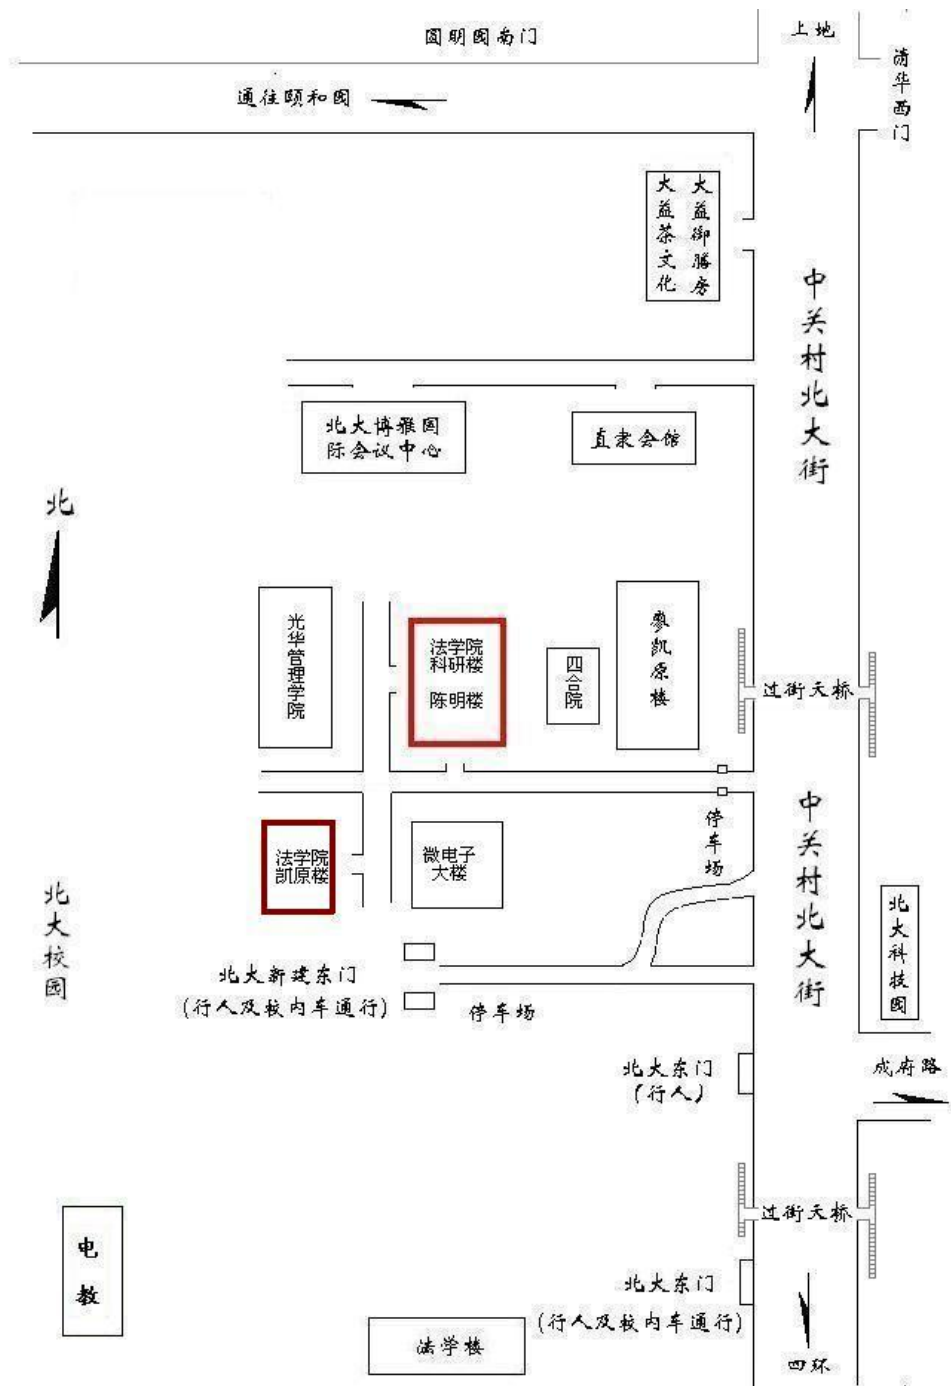 圆明园南门
上地
清华西门
通往颐和园
大益茶文化
大益御膳房
中关村北大街
北大博雅国
际会议中心
直隶会馆
北
光华管理学院
法学院
科研楼
陈明楼
四合院
廖凯原楼
过街天桥
停车场
中关村北大街
法学院
凯原楼
微电子
大楼
北大校园
北大科技园
北大新建东门
(行人及校内车通行)
停车场
北大东门
(行人)
成府路
过街天桥
电教
北大东门
(行人及校内车通行)
法学楼
四环